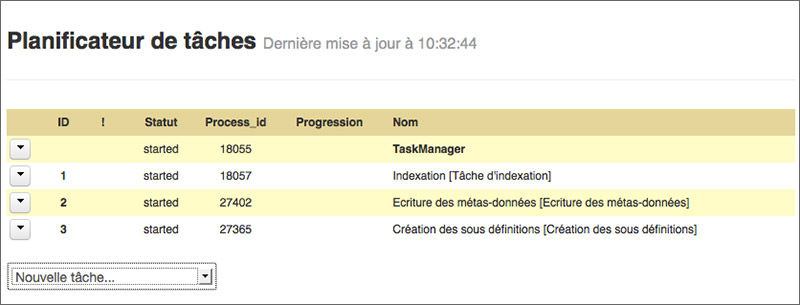 Planificateur de tâches Dernière mise à jour à 10:32:44
ID ! Statut Process_id Progression Nom
started 18055 TaskManager
1 started 18057 Indexation [Tâche d'indexation]
2 started 27402 Ecriture des métas-données [Ecriture des métas-données]
3 started 27365 Création des sous définitions [Création des sous définitions]
Nouvelle tâche...